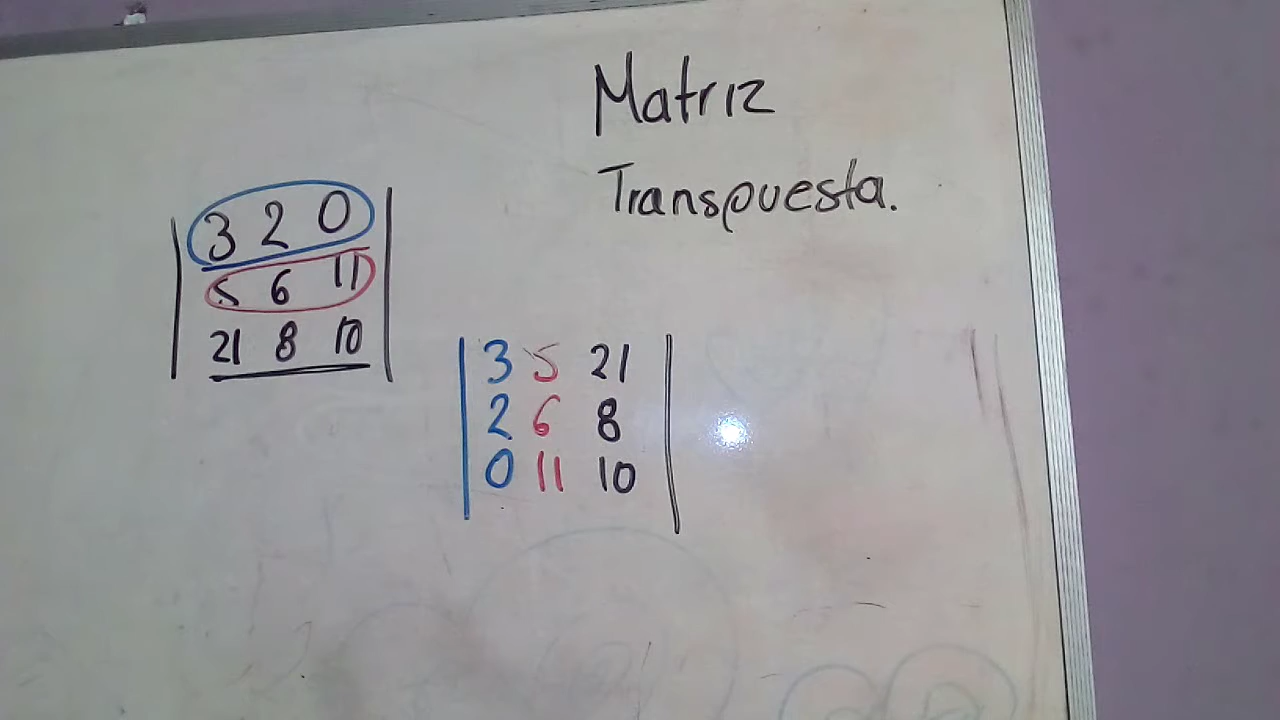 Matriz
Transpuesta.
3 2 0
5 6 11
21 8 10
3 5 21
2 6 8
0 11 10